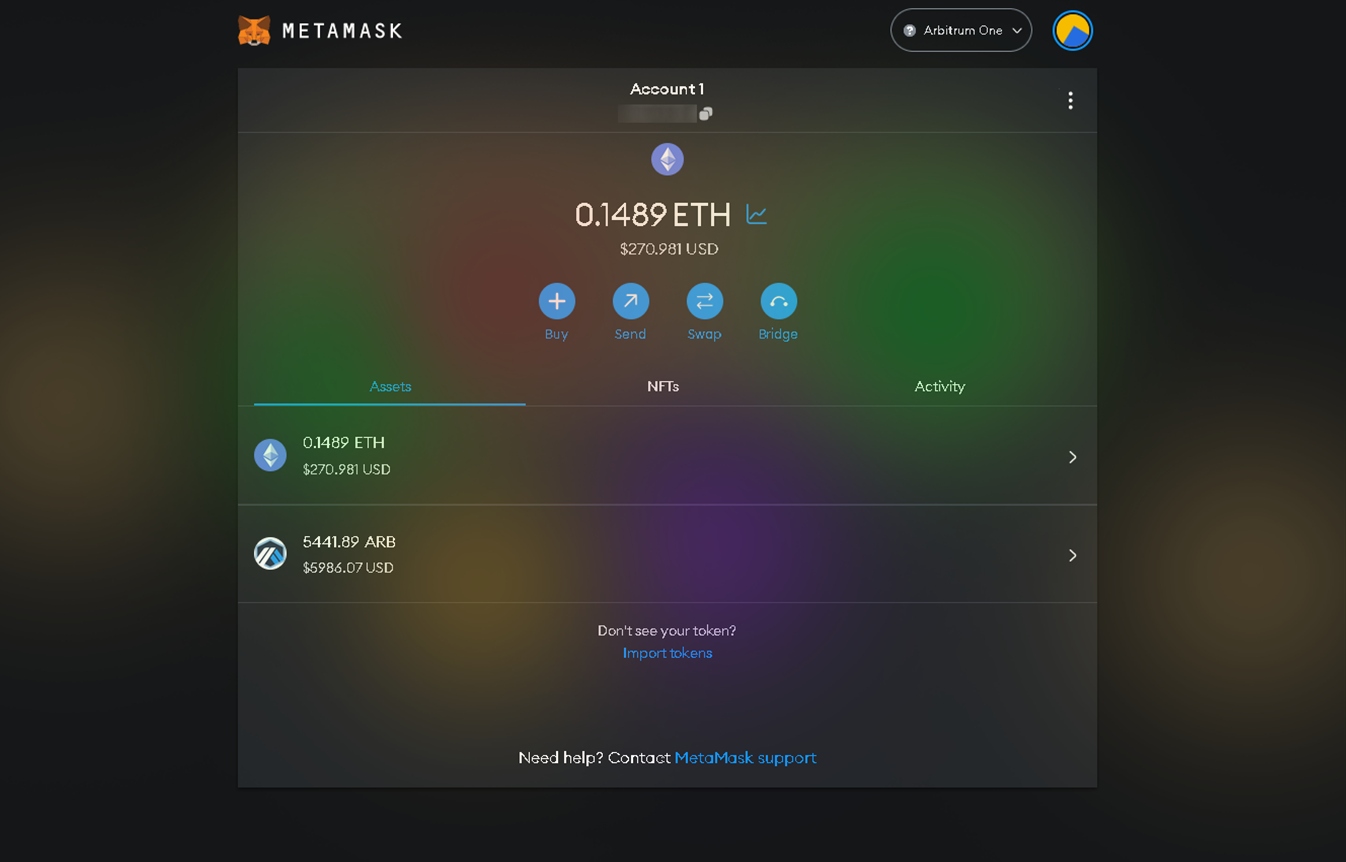 METAMASK
Arbitrum One
Account 1
0.1489 ETH
$270.981 USD
Buy
Send
Swap
Bridge
Assets
NFTs
Activity
0.1489 ETH
$270.981 USD
5441.89 ARB
$5986.07 USD
Don't see your token?
Import tokens
Need help? Contact MetaMask support